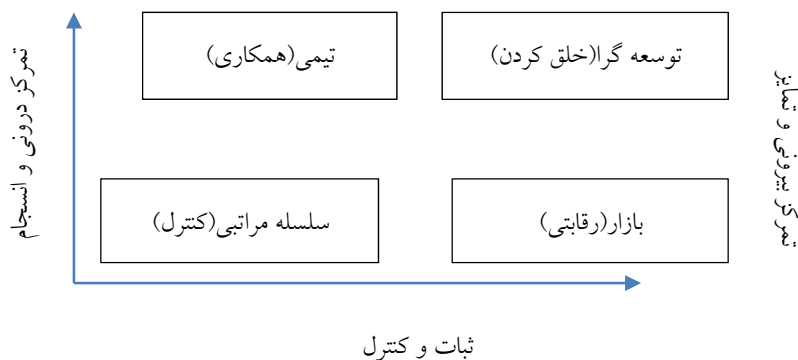 توسعه گرا(خلق کردن)
تیمی(همکاری)
بازار(رقابتی)
سلسله مراتبی(کنترل)
تمرکز بیرونی و تمایز
تمرکز درونی و انسجام
ثبات و کنترل